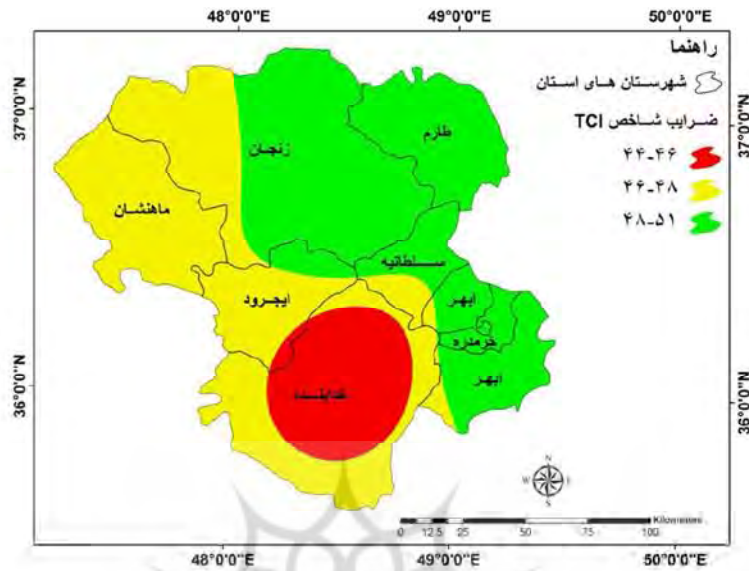 48°0'0"E 49°0'0"E 50°0'0"E
راهنما
شهرستان های استان
ضرایب شاخص TCI
۴۴-۴۶
۴۶-۴۸
۴۸-۵۱
37°0'0"N
37°0'0"N
طارم
زنجان
ماهنشان
سلطانیه
ایجرود
ابهر
خرمدره
ابهر
خدابنده
36°0'0"N
36°0'0"N
N
W E
S
Kilometers
0 12.5 25 50 75 100
48°0'0"E 49°0'0"E 50°0'0"E